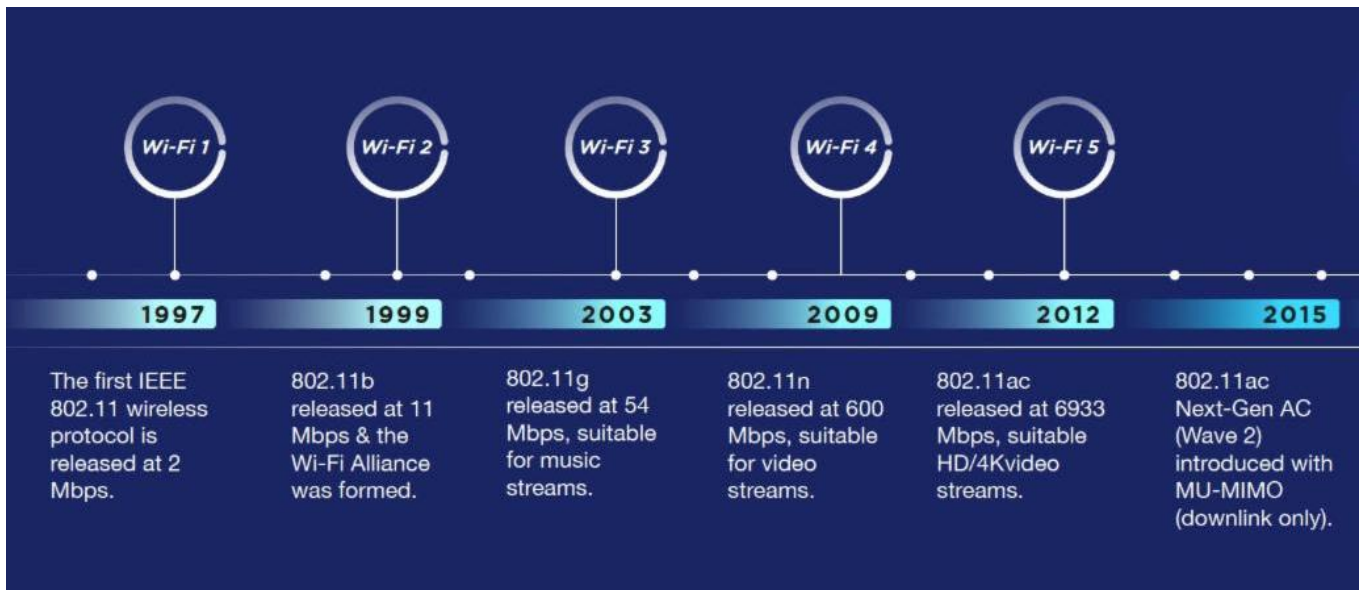 Wi-Fi 1
Wi-Fi 2
Wi-Fi 3
Wi-Fi 4
Wi-Fi 5
1997
1999
2003
2009
2012
2015
The first IEEE
802.11 wireless
protocol is
released at 2
Mbps.
802.11b
released at 11
Mbps & the
Wi-Fi Alliance
was formed.
802.11g
released at 54
Mbps, suitable
for music
streams.
802.11n
released at 600
Mbps, suitable
for video
streams.
802.11ac
released at 6933
Mbps, suitable
HD/4Kvideo
streams.
802.11ac
Next-Gen AC
(Wave 2)
introduced with
MU-MIMO
(downlink only).